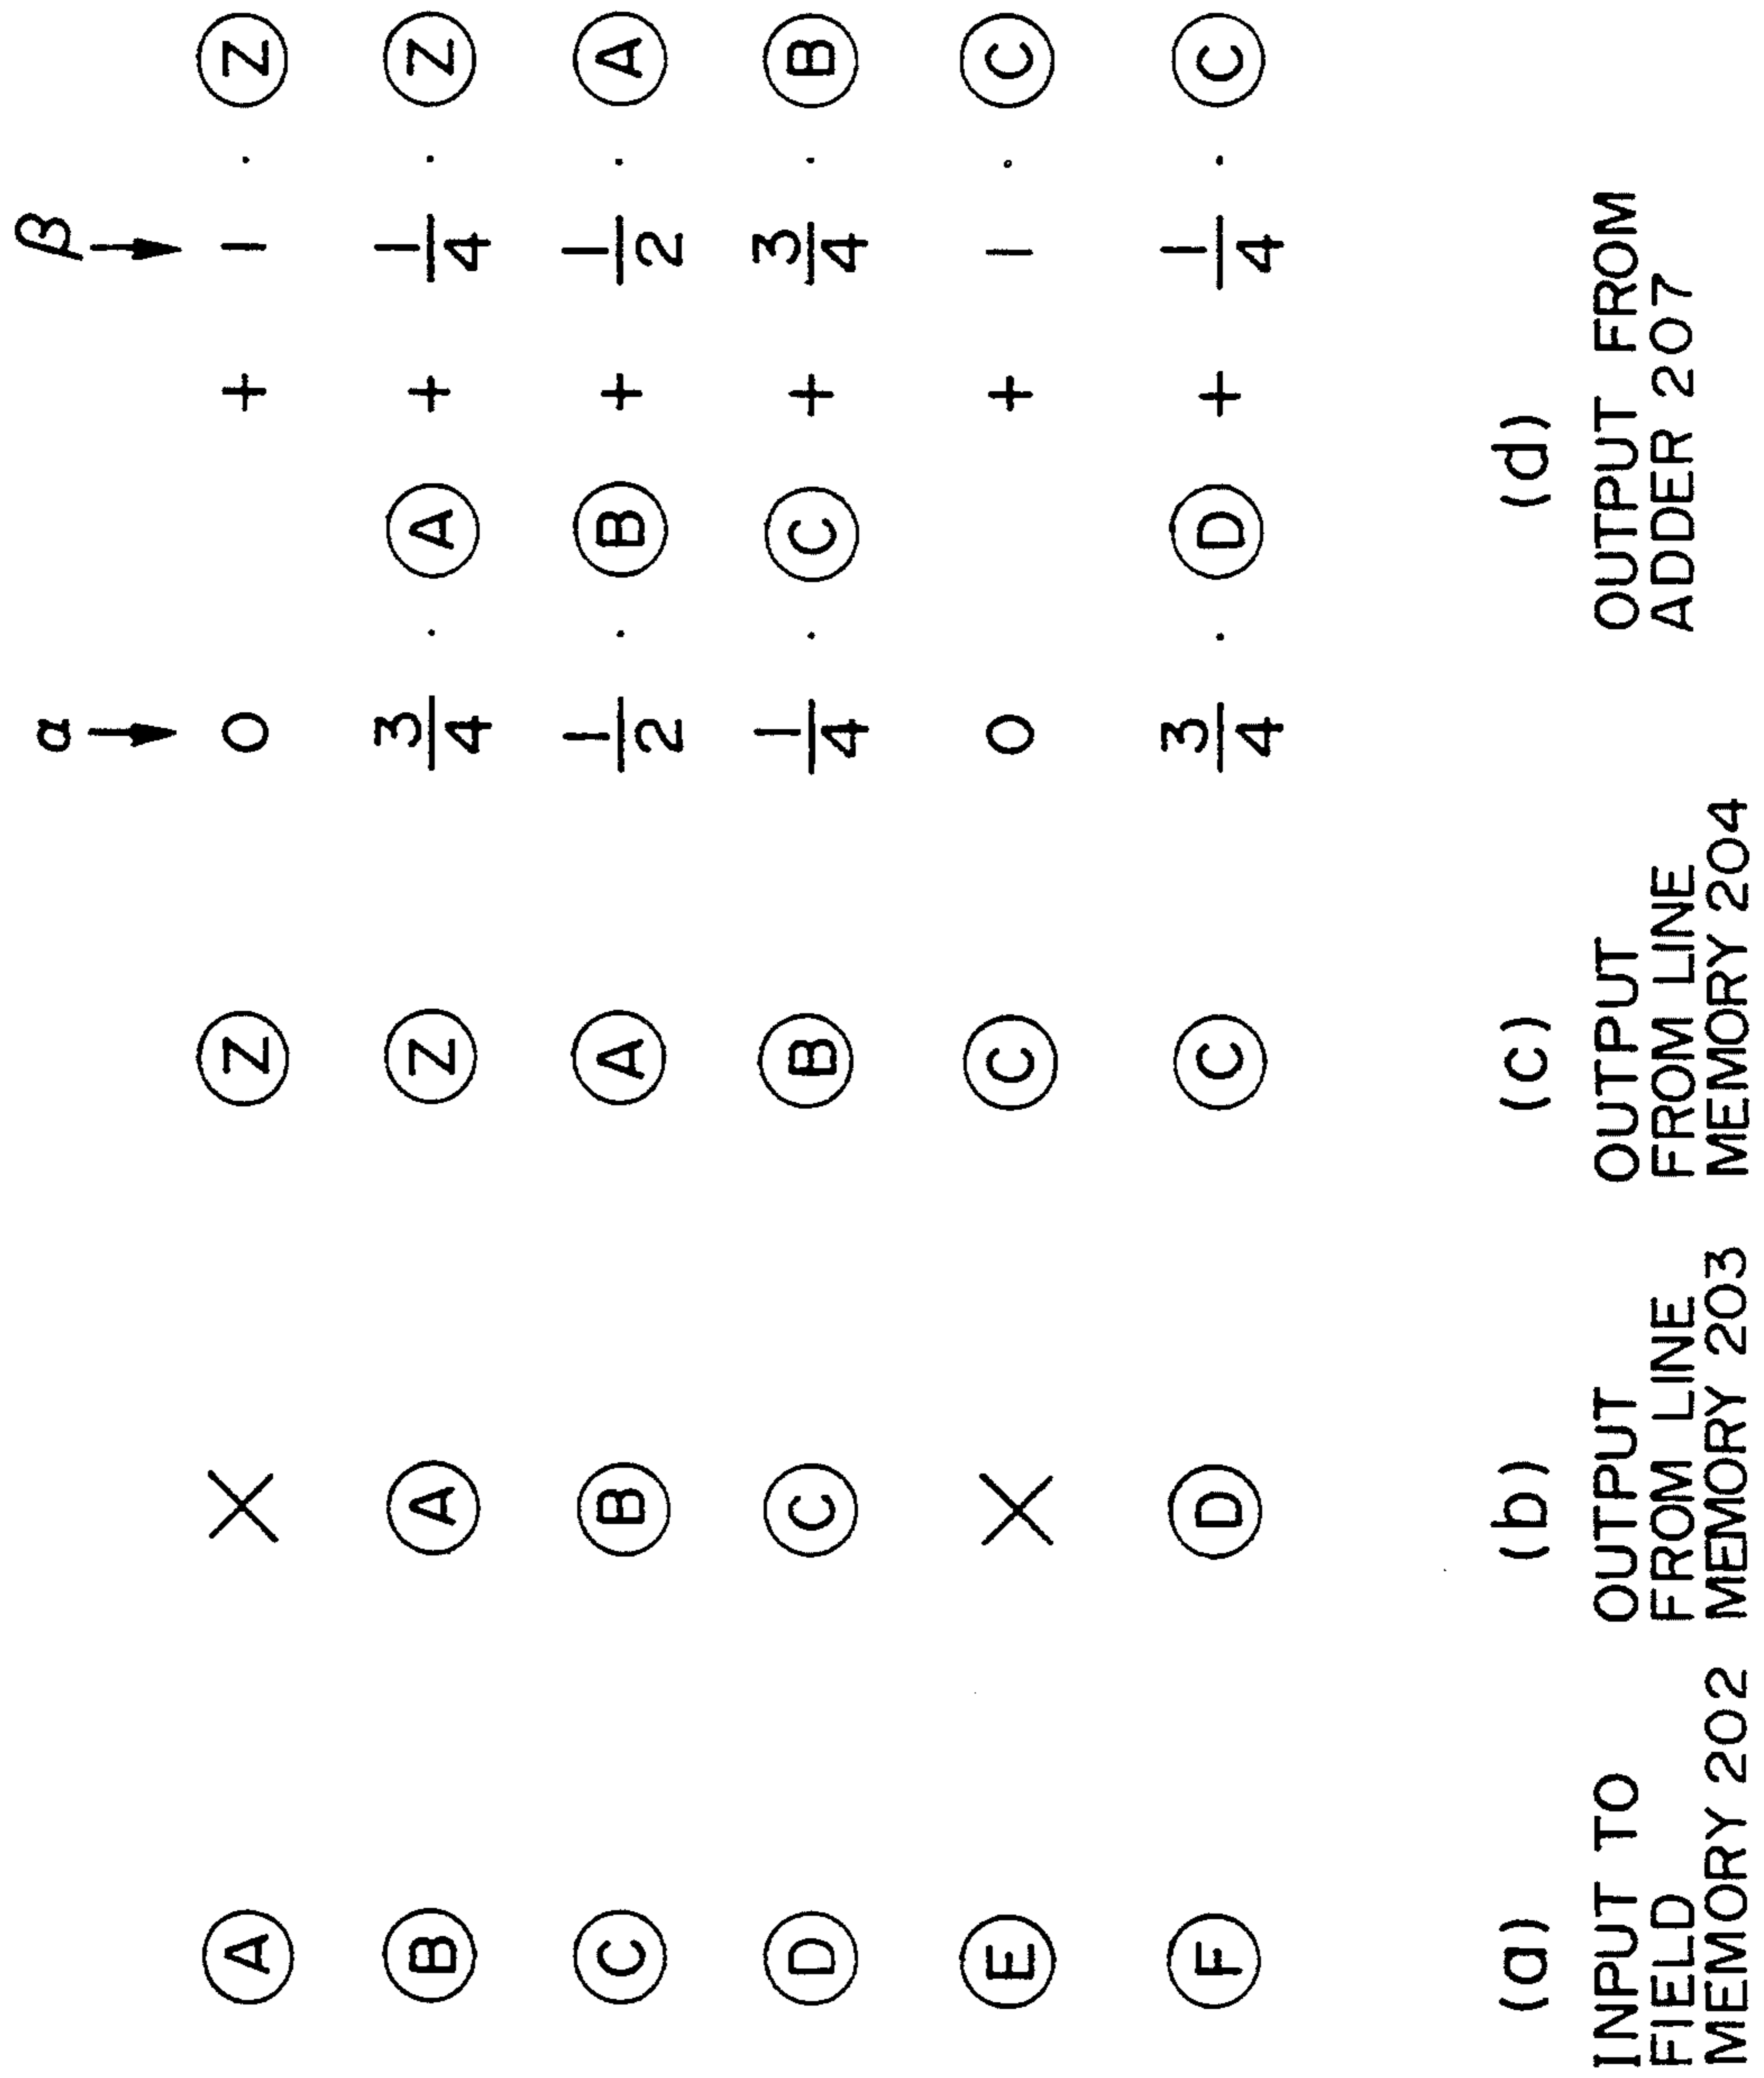 α β
A X Z 0 + 1 · Z
B A Z 3/4 · A + 1/4 · Z
C B A 1/2 · B + 1/2 · A
D C B 1/4 · C + 3/4 · B
E X C 0 + 1 · C
F D C 3/4 · D + 1/4 · C
(a) (b) (c) (d)
INPUT TO
FIELD
MEMORY 202
OUTPUT
FROM LINE
MEMORY 203
OUTPUT
FROM LINE
MEMORY 204
OUTPUT FROM
ADDER 207